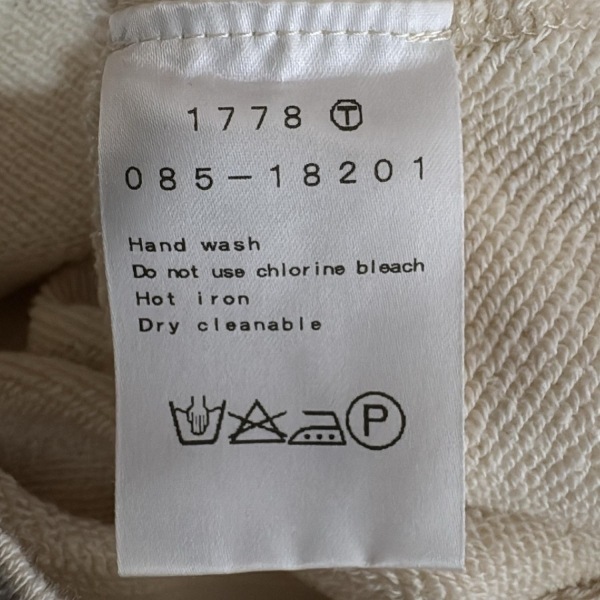 1778 Ⓣ
085-18201
Hand wash
Do not use chlorine bleach
Hot iron
Dry cleanable
P